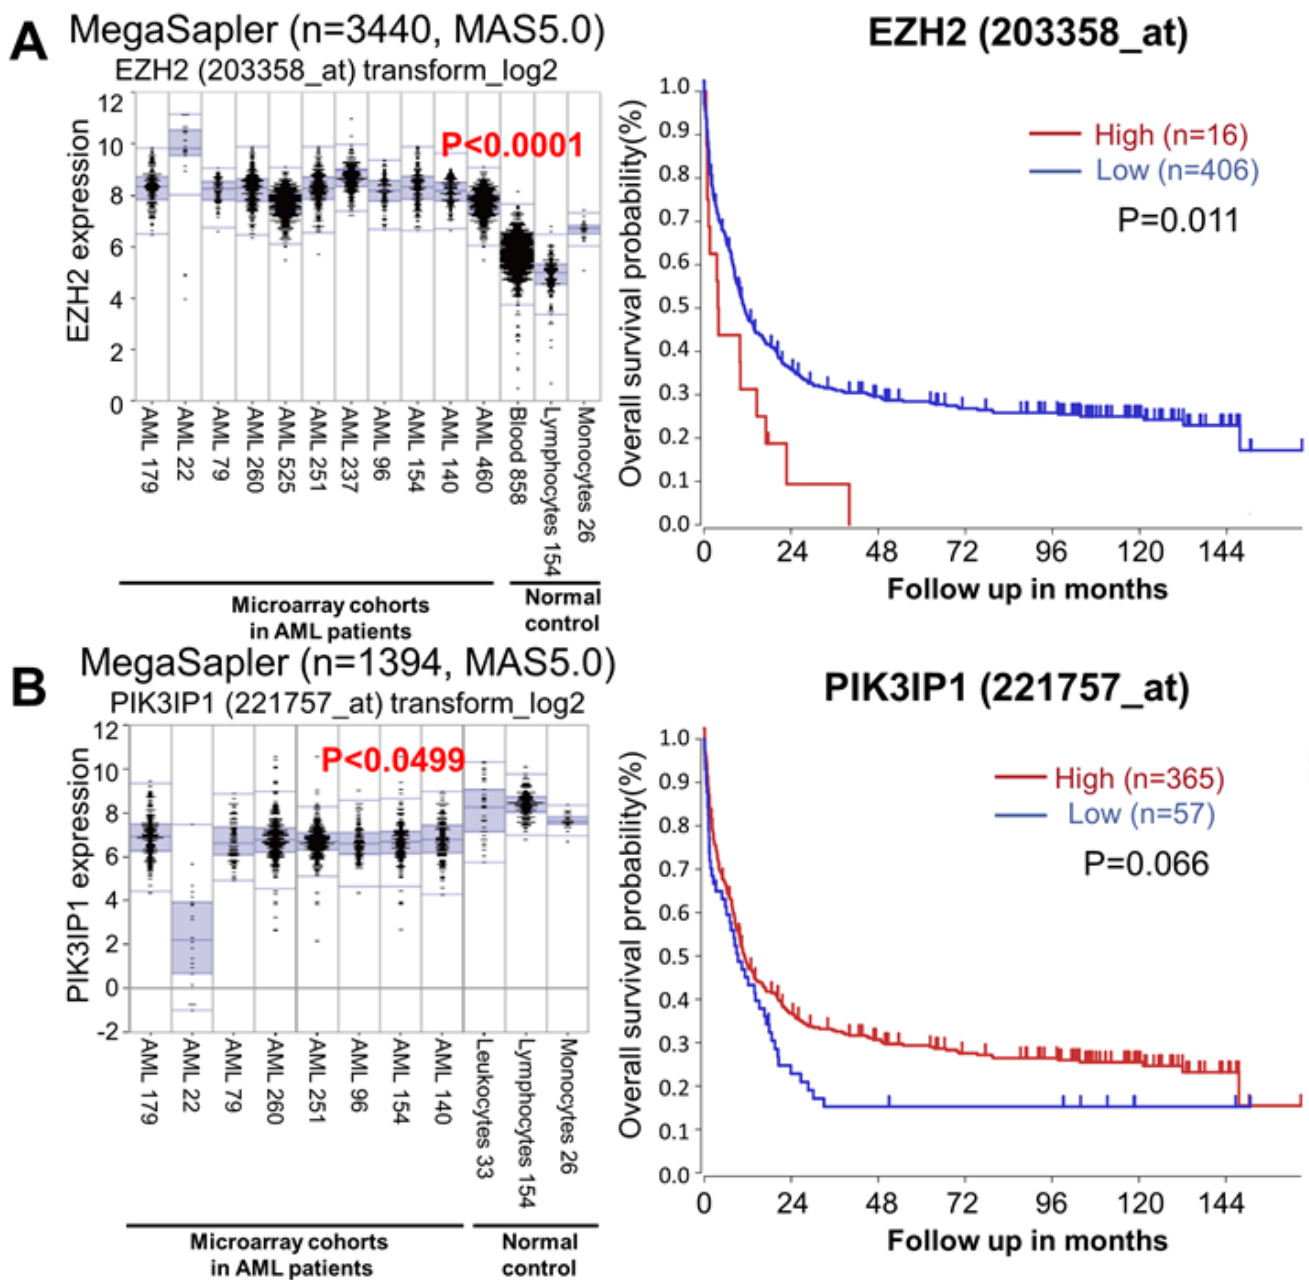 A
MegaSapler (n=3440, MAS5.0)
EZH2 (203358_at) transform_log2
EZH2 expression
12
10
8
6
4
2
0
P<0.0001
AML 179
AML 22
AML 79
AML 260
AML 525
AML 251
AML 237
AML 96
AML 154
AML 140
AML 460
Blood 858
Lymphocytes 154
Monocytes 26
Microarray cohorts
in AML patients
Normal
control
EZH2 (203358_at)
Overall survival probability(%)
1.0
0.9
0.8
0.7
0.6
0.5
0.4
0.3
0.2
0.1
0.0
High (n=16)
Low (n=406)
P=0.011
0 24 48 72 96 120 144
Follow up in months
B
MegaSapler (n=1394, MAS5.0)
PIK3IP1 (221757_at) transform_log2
PIK3IP1 expression
12
10
8
6
4
2
0
-2
P<0.0499
AML 179
AML 22
AML 79
AML 260
AML 251
AML 96
AML 154
AML 140
Leukocytes 33
Lymphocytes 154
Monocytes 26
Microarray cohorts
in AML patients
Normal
control
PIK3IP1 (221757_at)
Overall survival probability(%)
1.0
0.9
0.8
0.7
0.6
0.5
0.4
0.3
0.2
0.1
0.0
High (n=365)
Low (n=57)
P=0.066
0 24 48 72 96 120 144
Follow up in months